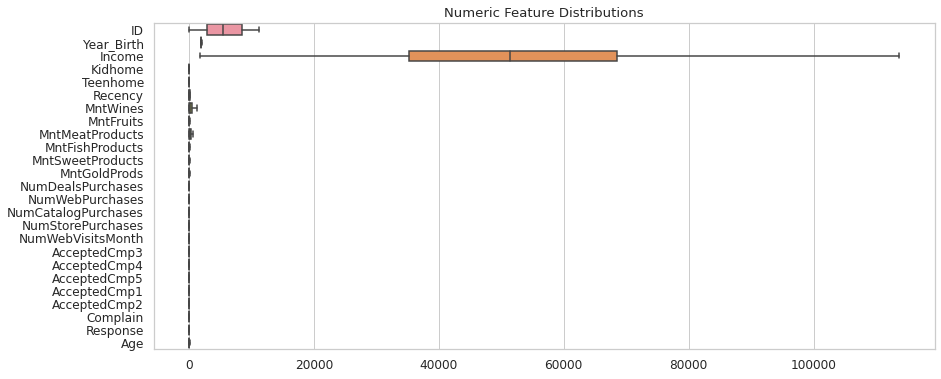 Numeric Feature Distributions
ID
Year_Birth
Income
Kidhome
Teenhome
Recency
MntWines
MntFruits
MntMeatProducts
MntFishProducts
MntSweetProducts
MntGoldProds
NumDealsPurchases
NumWebPurchases
NumCatalogPurchases
NumStorePurchases
NumWebVisitsMonth
AcceptedCmp3
AcceptedCmp4
AcceptedCmp5
AcceptedCmp1
AcceptedCmp2
Complain
Response
Age
0 20000 40000 60000 80000 100000